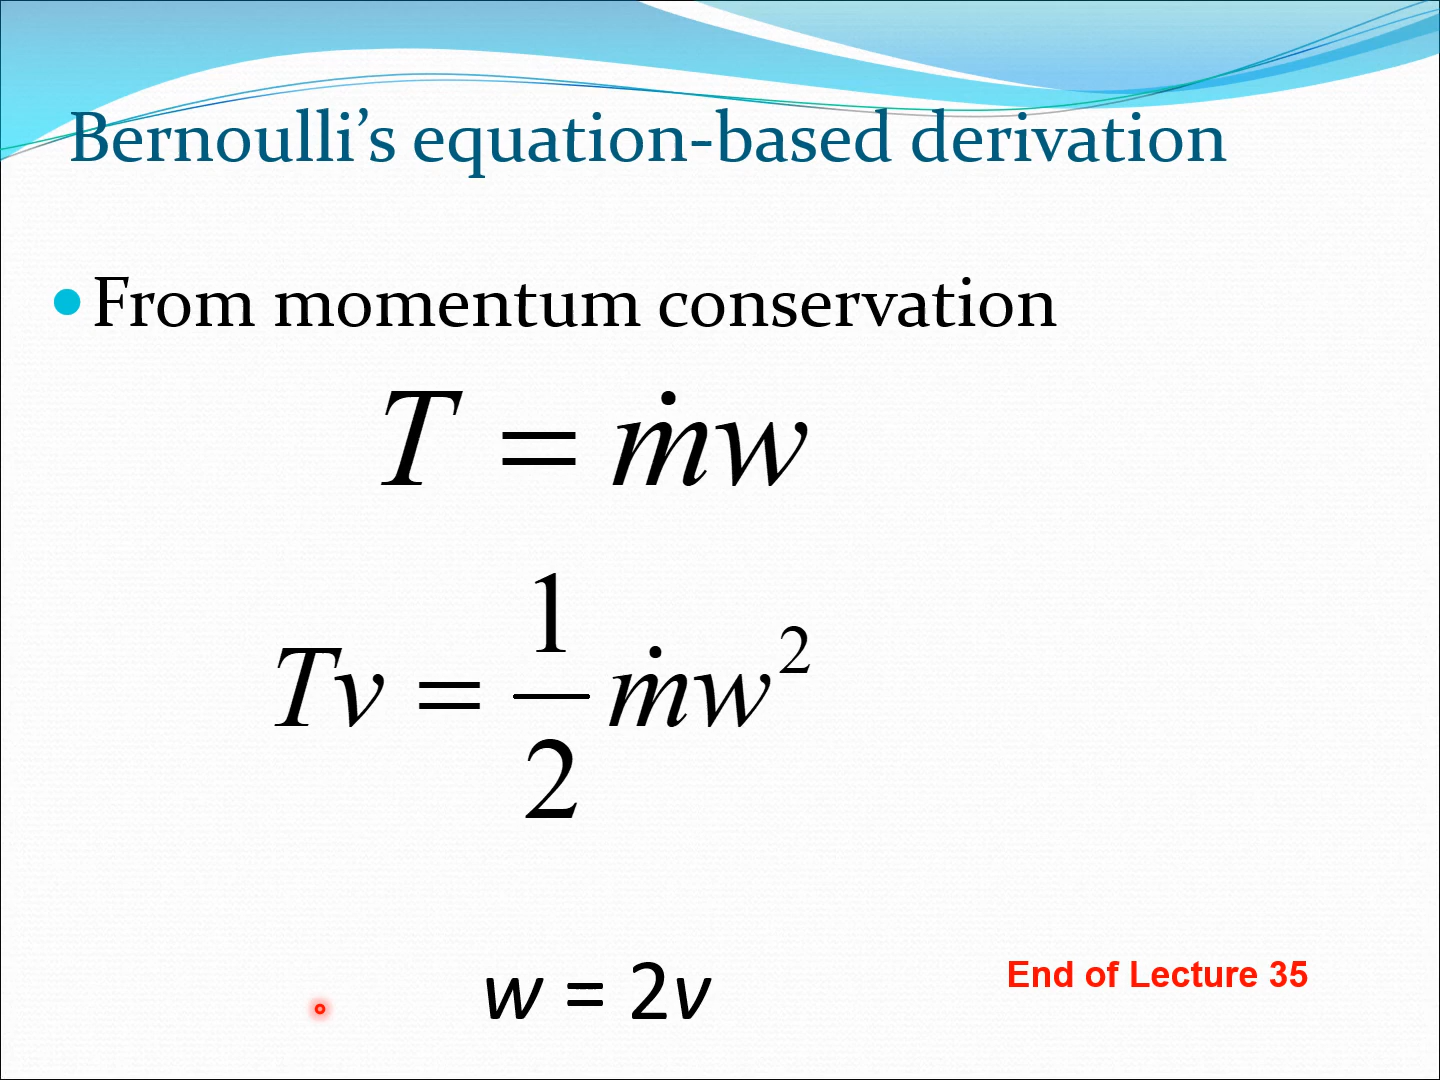 Bernoulli’s equation-based derivation
From momentum conservation
T = ṁw
Tv = 1/2 ṁw²
w = 2v
End of Lecture 35